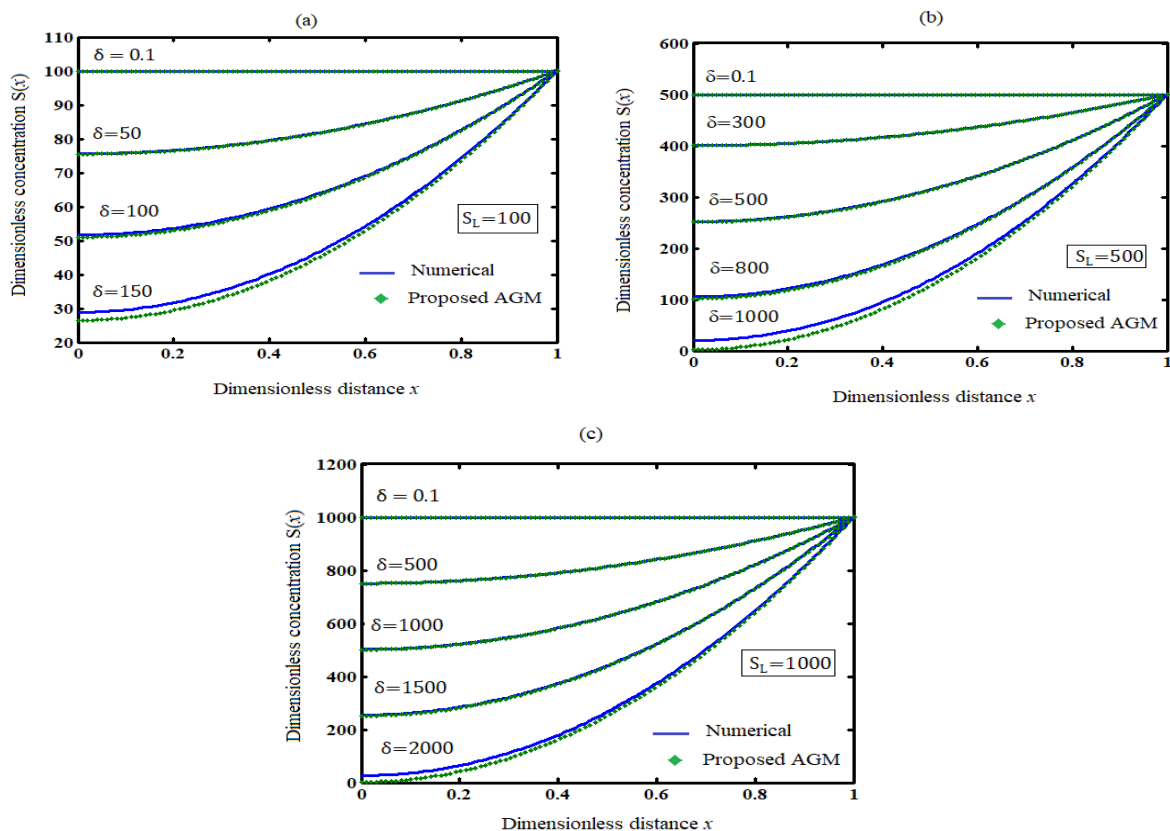 (a)
Dimensionless concentration S(x)
110
100
90
80
70
60
50
40
30
20
δ = 0.1
δ=50
δ=100
δ=150
S_L=100
Numerical
Proposed AGM
0 0.2 0.4 0.6 0.8 1
Dimensionless distance x
(b)
Dimensionless concentration S(x)
600
500
400
300
200
100
0
δ=0.1
δ=300
δ=500
δ=800
δ=1000
S_L=500
Numerical
Proposed AGM
0 0.2 0.4 0.6 0.8 1
Dimensionless distance x
(c)
Dimensionless concentration S(x)
1200
1000
800
600
400
200
0
δ = 0.1
δ=500
δ=1000
δ=1500
δ=2000
S_L=1000
Numerical
Proposed AGM
0 0.2 0.4 0.6 0.8 1
Dimensionless distance x